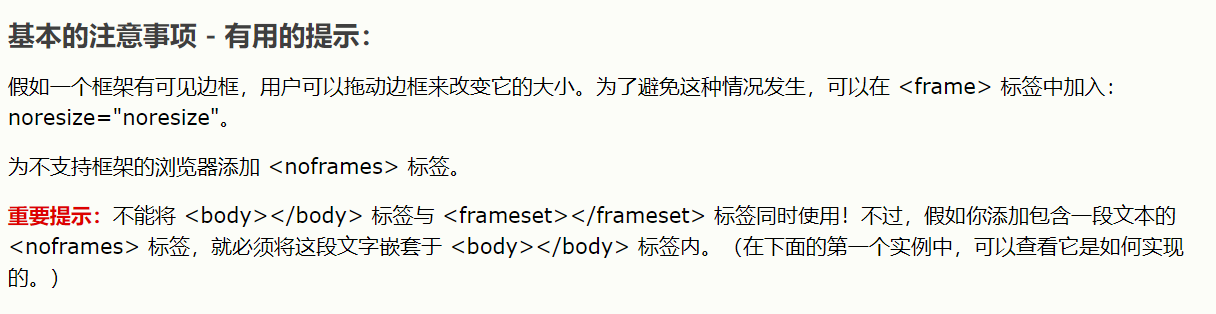 基本的注意事项 - 有用的提示：
假如一个框架有可见边框，用户可以拖动边框来改变它的大小。为了避免这种情况发生，可以在 <frame> 标签中加入：
noresize="noresize"。
为不支持框架的浏览器添加 <noframes> 标签。
重要提示：不能将 <body></body> 标签与 <frameset></frameset> 标签同时使用！不过，假如你添加包含一段文本的
<noframes> 标签，就必须将这段文字嵌套于 <body></body> 标签内。（在下面的第一个实例中，可以查看它是如何实现
的。）